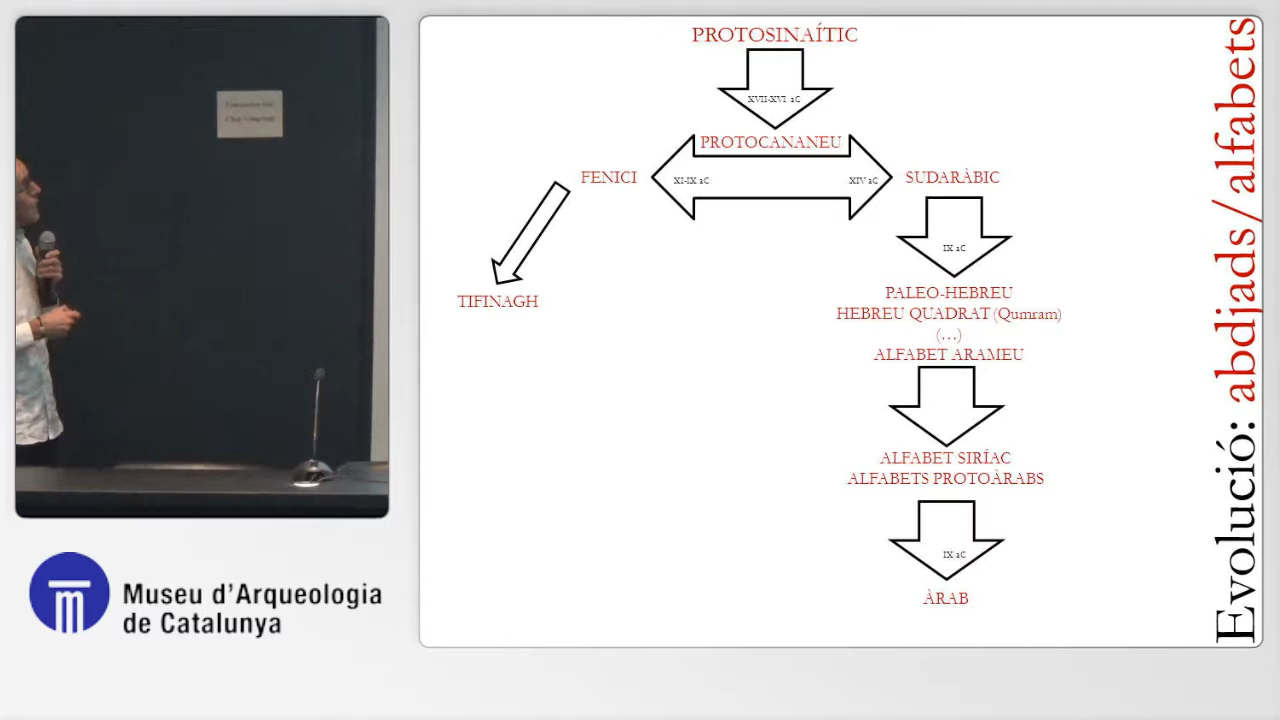 PROTOSINAÍTIC
XVII-XVI aC
PROTOCANANEU
FENICI
XI-IX aC
XIV aC
SUDARÀBIC
IX aC
TIFINAGH
PALEO-HEBREU
HEBREU QUADRAT (Qumram)
(…)
ALFABET ARAMEU
ALFABET SIRÍAC
ALFABETS PROTOÀRABS
IX aC
ÀRAB
Evolució: abdjads/alfabets
Museu d'Arqueologia
de Catalunya